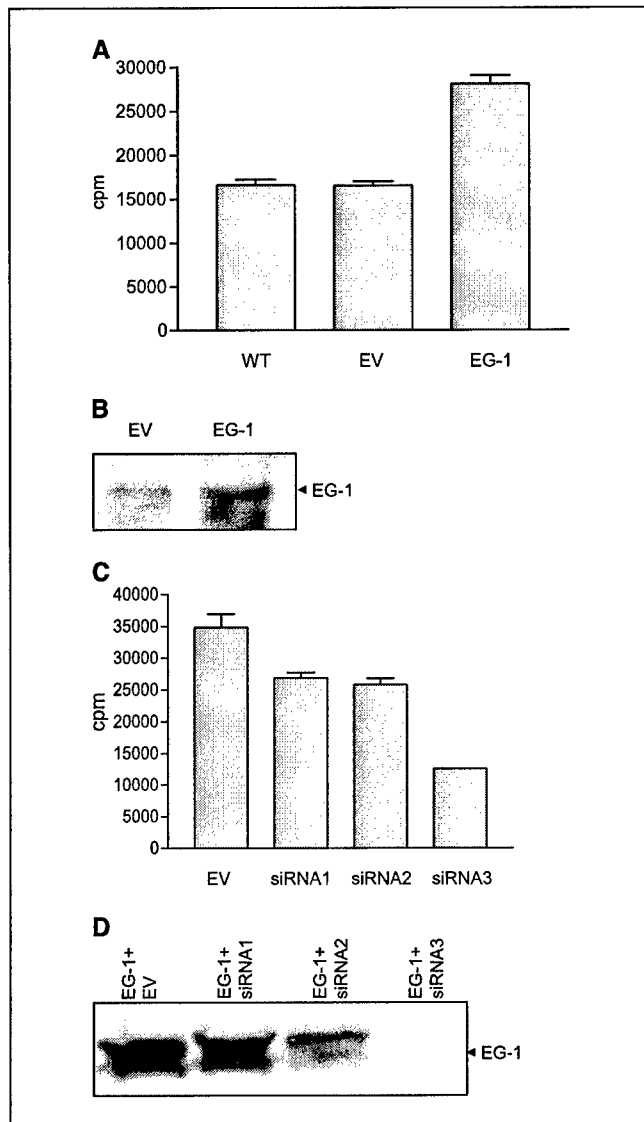 A
30000
25000
20000
15000
10000
5000
0
cpm
WT EV EG-1
B
EV EG-1
◄ EG-1
C
40000
35000
30000
25000
20000
15000
10000
5000
0
cpm
EV siRNA1 siRNA2 siRNA3
D
EG-1+
EV
EG-1+
siRNA1
EG-1+
siRNA2
EG-1+
siRNA3
◄ EG-1